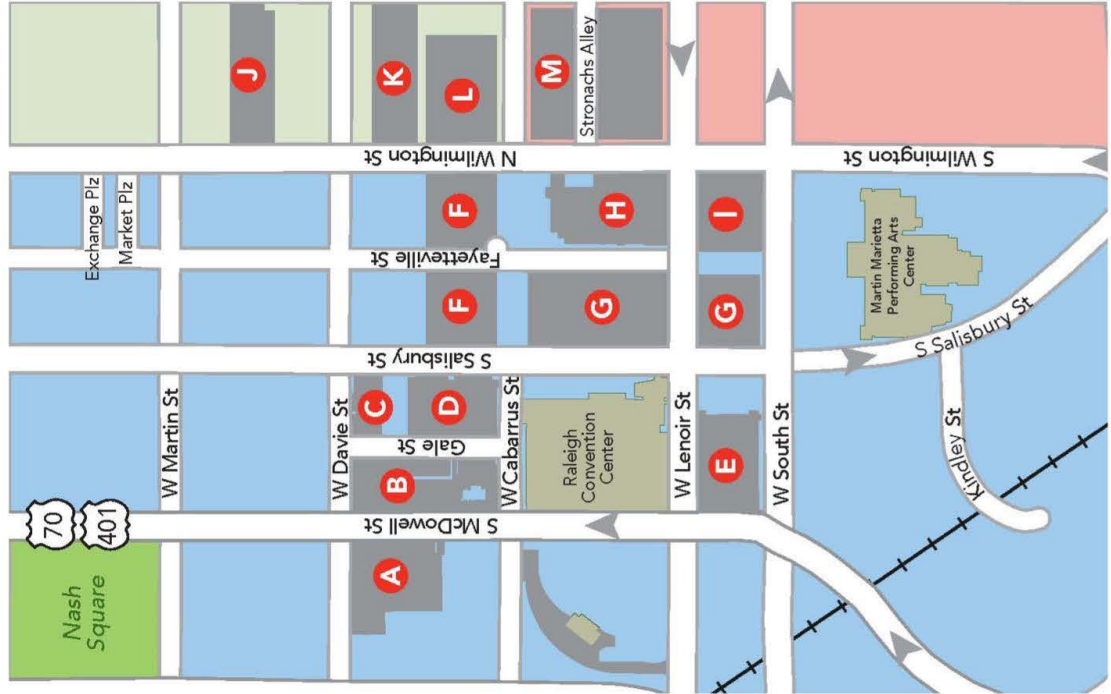 J
K
L
M
Stronachs Alley
N Wilmington St
S Wilmington St
Exchange Plz
Market Plz
F
H
I
Fayetteville St
Martin Marietta
Performing Arts
Center
F
G
G
S Salisbury St
S Salisbury St
W Martin St
W Davie St
C
D
Gale St
B
W Cabarrus St
Raleigh
Convention
Center
W Lenoir St
E
W South St
Kindley St
70
401
S McDowell St
Nash
Square
A